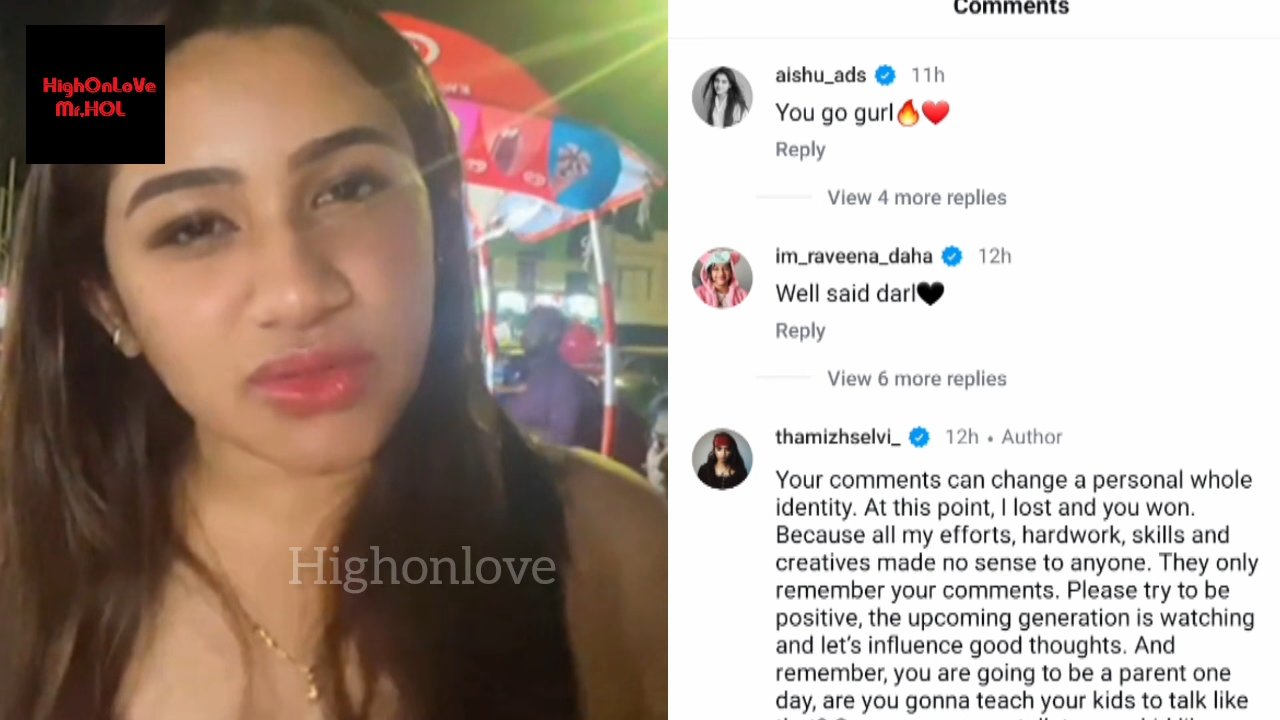 HighOnLoVe
Mr.HOL
Highonlove
Comments
aishu_ads 11h
You go gurl🔥❤️
Reply
View 4 more replies
im_raveena_daha 12h
Well said darl🖤
Reply
View 6 more replies
thamizhselvi_ 12h • Author
Your comments can change a personal whole
identity. At this point, I lost and you won.
Because all my efforts, hardwork, skills and
creatives made no sense to anyone. They only
remember your comments. Please try to be
positive, the upcoming generation is watching
and let's influence good thoughts. And
remember, you are going to be a parent one
day, are you gonna teach your kids to talk like